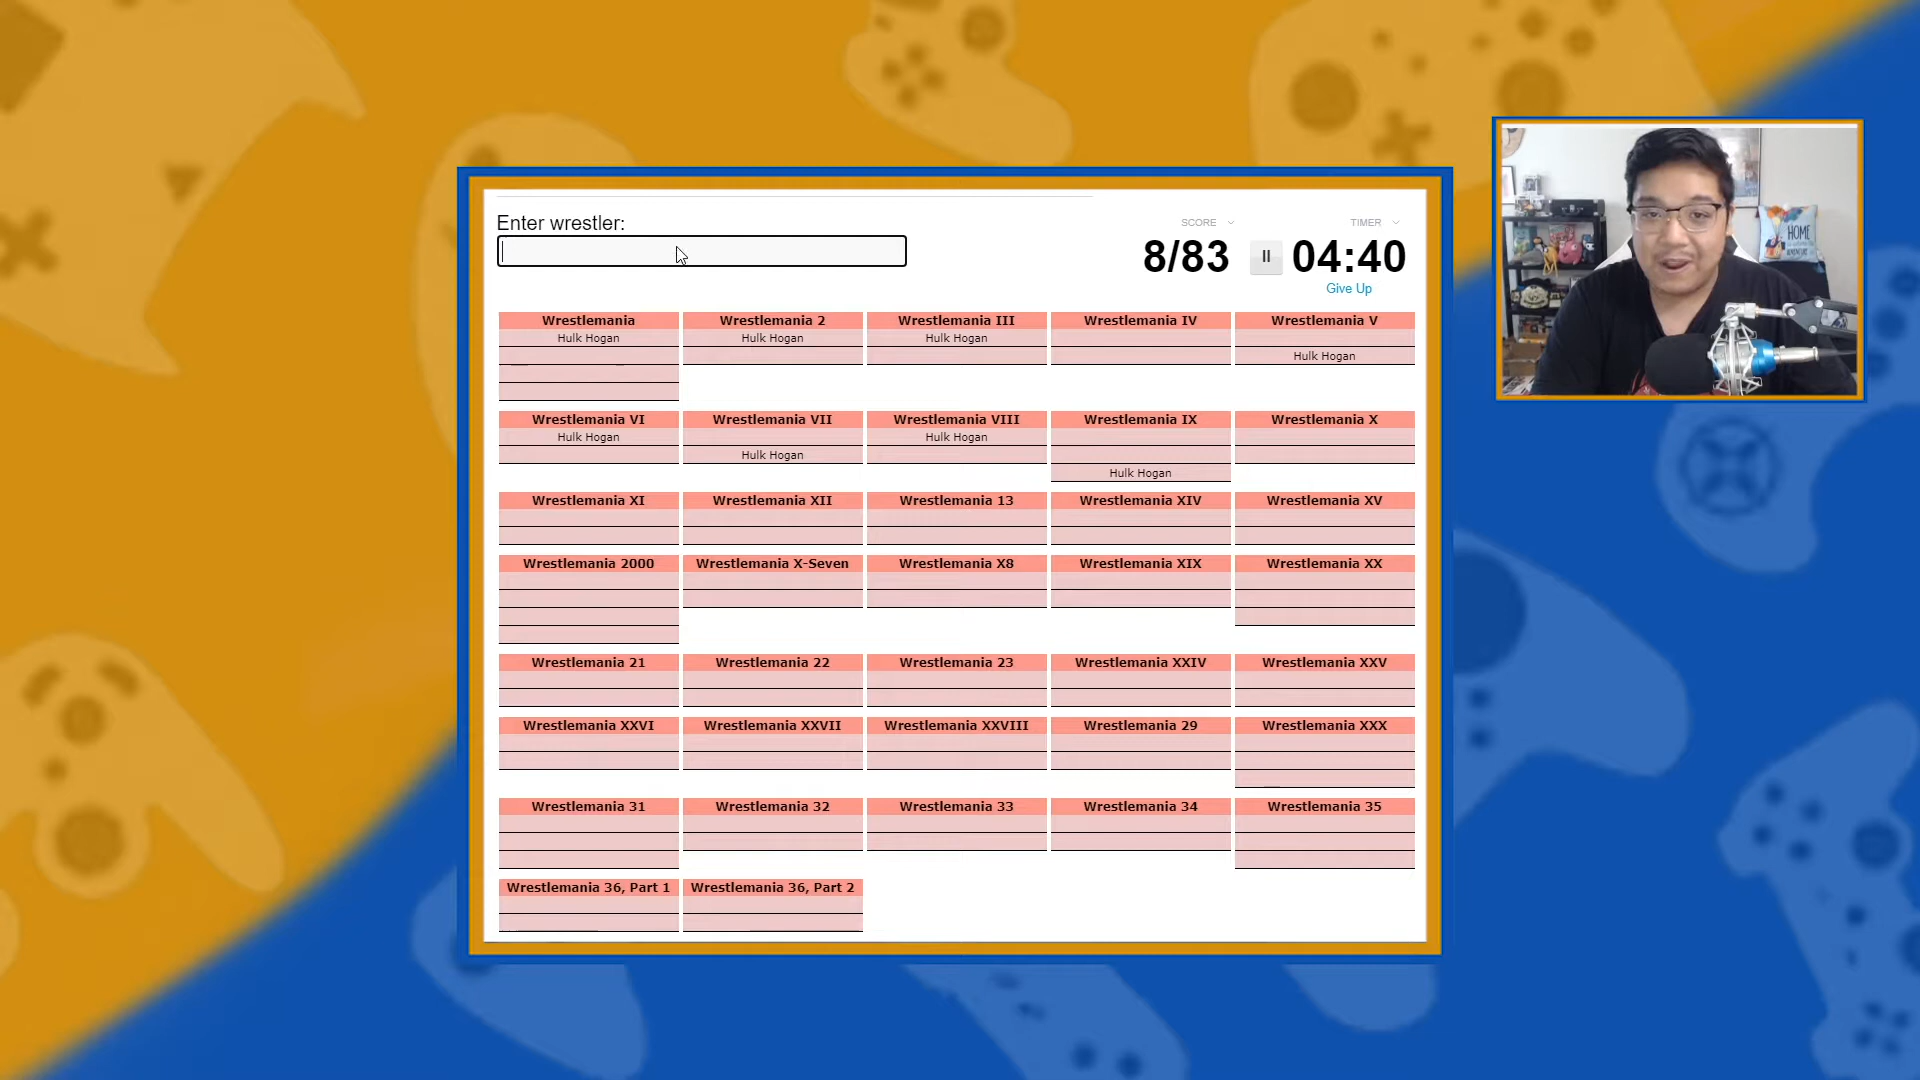 Enter wrestler:
SCORE
TIMER
8/83
04:40
Give Up
Wrestlemania
Wrestlemania 2
Wrestlemania III
Wrestlemania IV
Wrestlemania V
Hulk Hogan
Hulk Hogan
Hulk Hogan
Hulk Hogan
Wrestlemania VI
Wrestlemania VII
Wrestlemania VIII
Wrestlemania IX
Wrestlemania X
Hulk Hogan
Hulk Hogan
Hulk Hogan
Hulk Hogan
Wrestlemania XI
Wrestlemania XII
Wrestlemania 13
Wrestlemania XIV
Wrestlemania XV
Wrestlemania 2000
Wrestlemania X-Seven
Wrestlemania X8
Wrestlemania XIX
Wrestlemania XX
Wrestlemania 21
Wrestlemania 22
Wrestlemania 23
Wrestlemania XXIV
Wrestlemania XXV
Wrestlemania XXVI
Wrestlemania XXVII
Wrestlemania XXVIII
Wrestlemania 29
Wrestlemania XXX
Wrestlemania 31
Wrestlemania 32
Wrestlemania 33
Wrestlemania 34
Wrestlemania 35
Wrestlemania 36, Part 1
Wrestlemania 36, Part 2
HOME